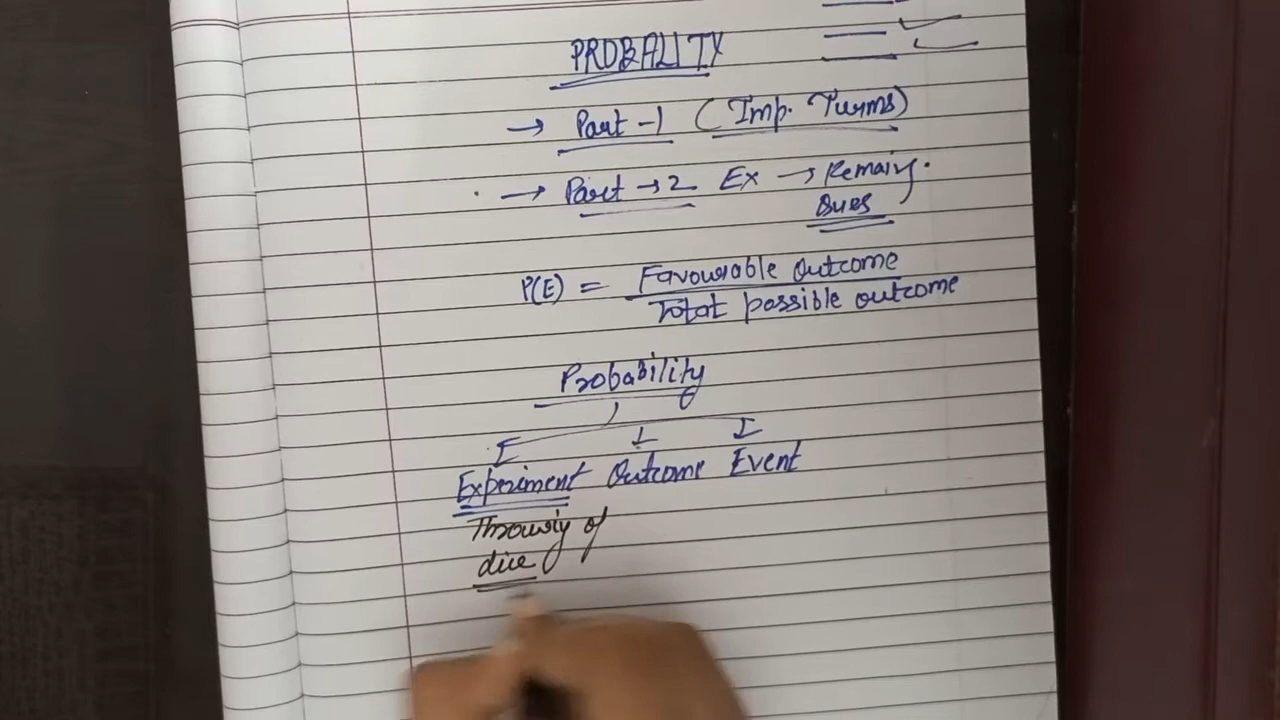 PROBALITY
→ Part-1 (Imp. Turms)
→ Part→2 Ex → Remaing.
Ques
P(E) = Favourable Outcome
Total possible outcome
Probability
Experiment Outcome Event
Throwing of
dice